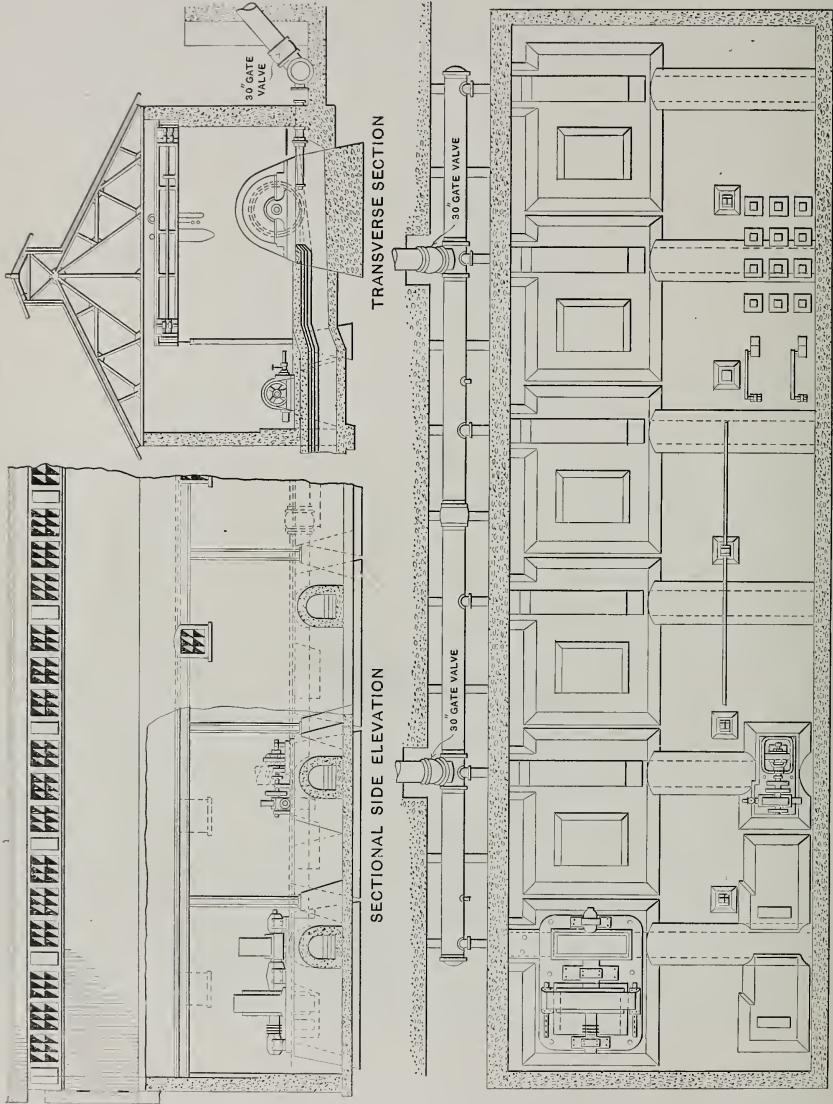 30" GATE
VALVE
TRANSVERSE SECTION
SECTIONAL SIDE ELEVATION
30" GATE VALVE
30" GATE VALVE